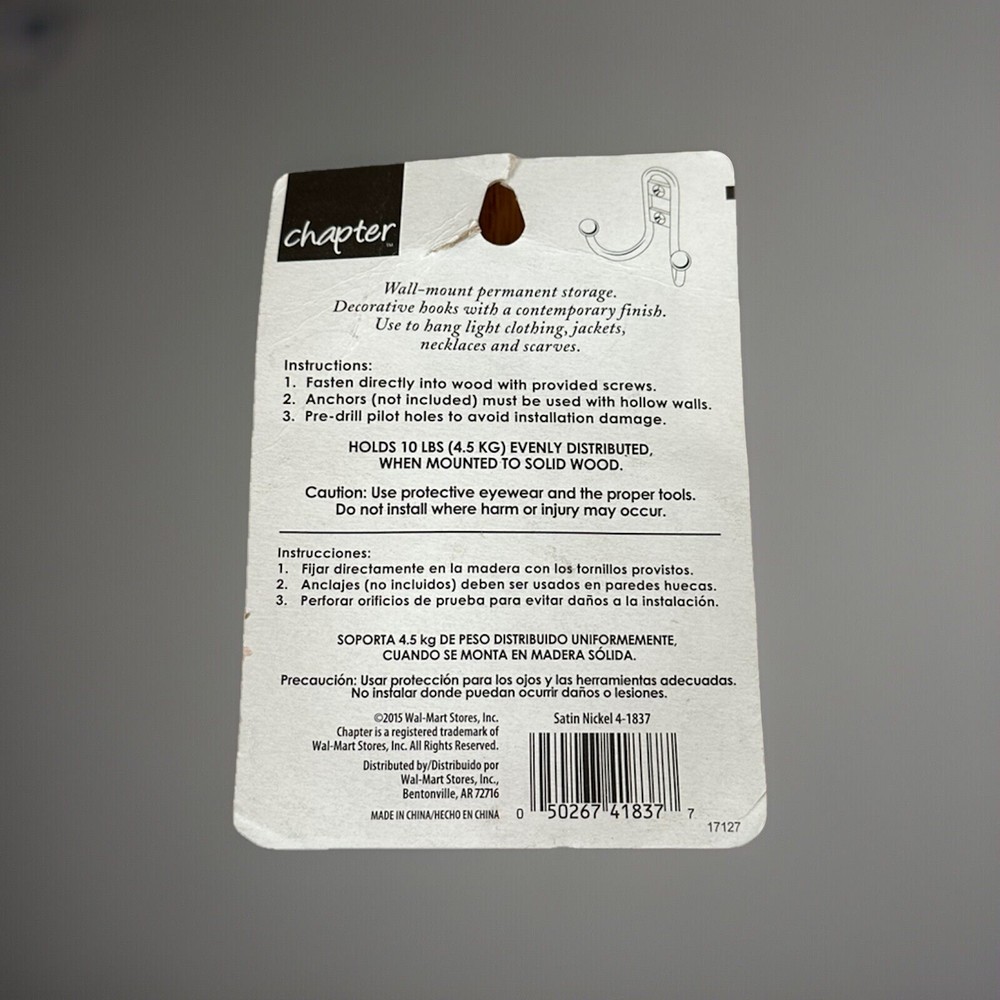 chapter™
Wall-mount permanent storage.
Decorative hooks with a contemporary finish.
Use to hang light clothing, jackets,
necklaces and scarves.
Instructions:
1. Fasten directly into wood with provided screws.
2. Anchors (not included) must be used with hollow walls.
3. Pre-drill pilot holes to avoid installation damage.
HOLDS 10 LBS (4.5 KG) EVENLY DISTRIBUTED,
WHEN MOUNTED TO SOLID WOOD.
Caution: Use protective eyewear and the proper tools.
Do not install where harm or injury may occur.
Instrucciones:
1. Fijar directamente en la madera con los tornillos provistos.
2. Anclajes (no incluidos) deben ser usados en paredes huecas.
3. Perforar orificios de prueba para evitar daños a la instalación.
SOPORTA 4.5 kg DE PESO DISTRIBUIDO UNIFORMEMENTE,
CUANDO SE MONTA EN MADERA SÓLIDA.
Precaución: Usar protección para los ojos y las herramientas adecuadas.
No instalar donde puedan ocurrir daños o lesiones.
©2015 Wal-Mart Stores, Inc.
Chapter is a registered trademark of
Wal-Mart Stores, Inc. All Rights Reserved.
Distributed by/Distribuido por
Wal-Mart Stores, Inc.,
Bentonville, AR 72716
MADE IN CHINA/HECHO EN CHINA
Satin Nickel 4-1837
0 50267 41837 7
17127